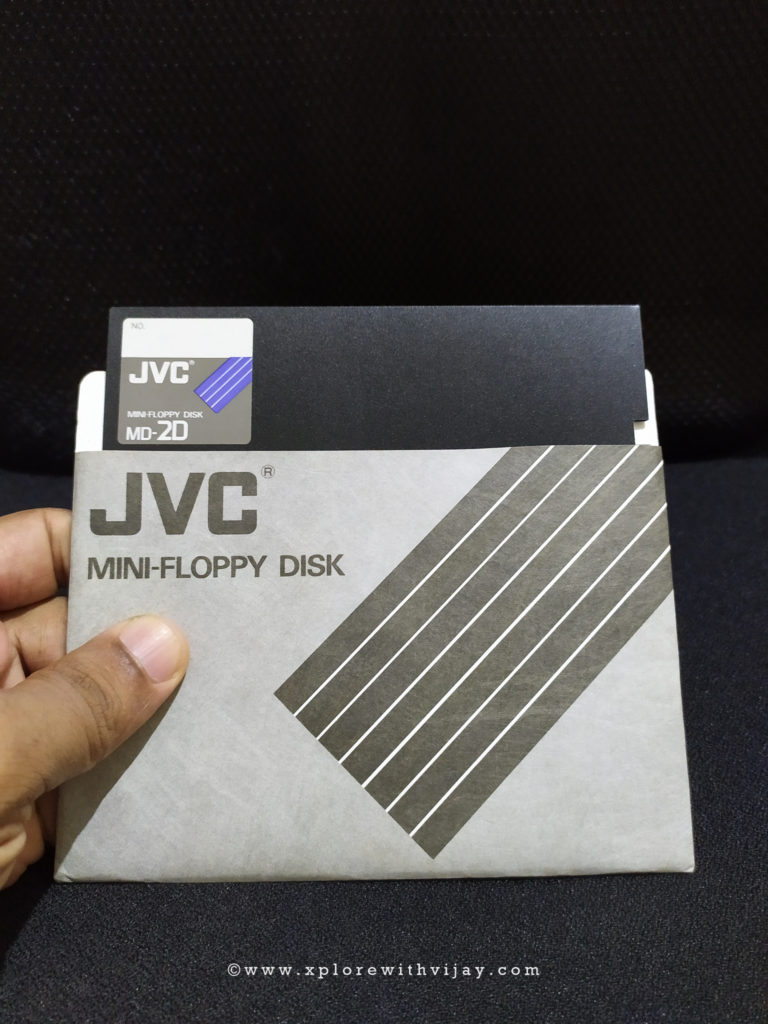 NO.
JVC®
MINI-FLOPPY DISK
MD-2D
JVC®
MINI-FLOPPY DISK
©www.xplorewithvijay.com